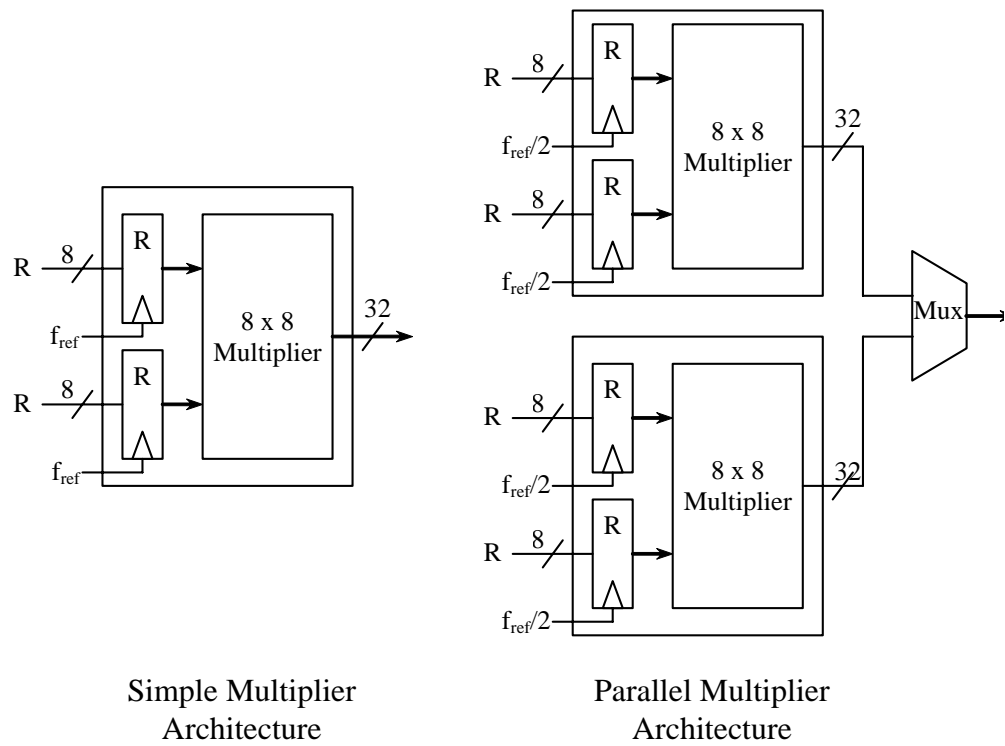 R
8
R
f_ref
R
8
R
f_ref
8 x 8
Multiplier
32
Simple Multiplier
Architecture
R
8
R
f_ref/2
R
8
R
f_ref/2
8 x 8
Multiplier
32
R
8
R
f_ref/2
R
8
R
f_ref/2
8 x 8
Multiplier
32
Mux
Parallel Multiplier
Architecture